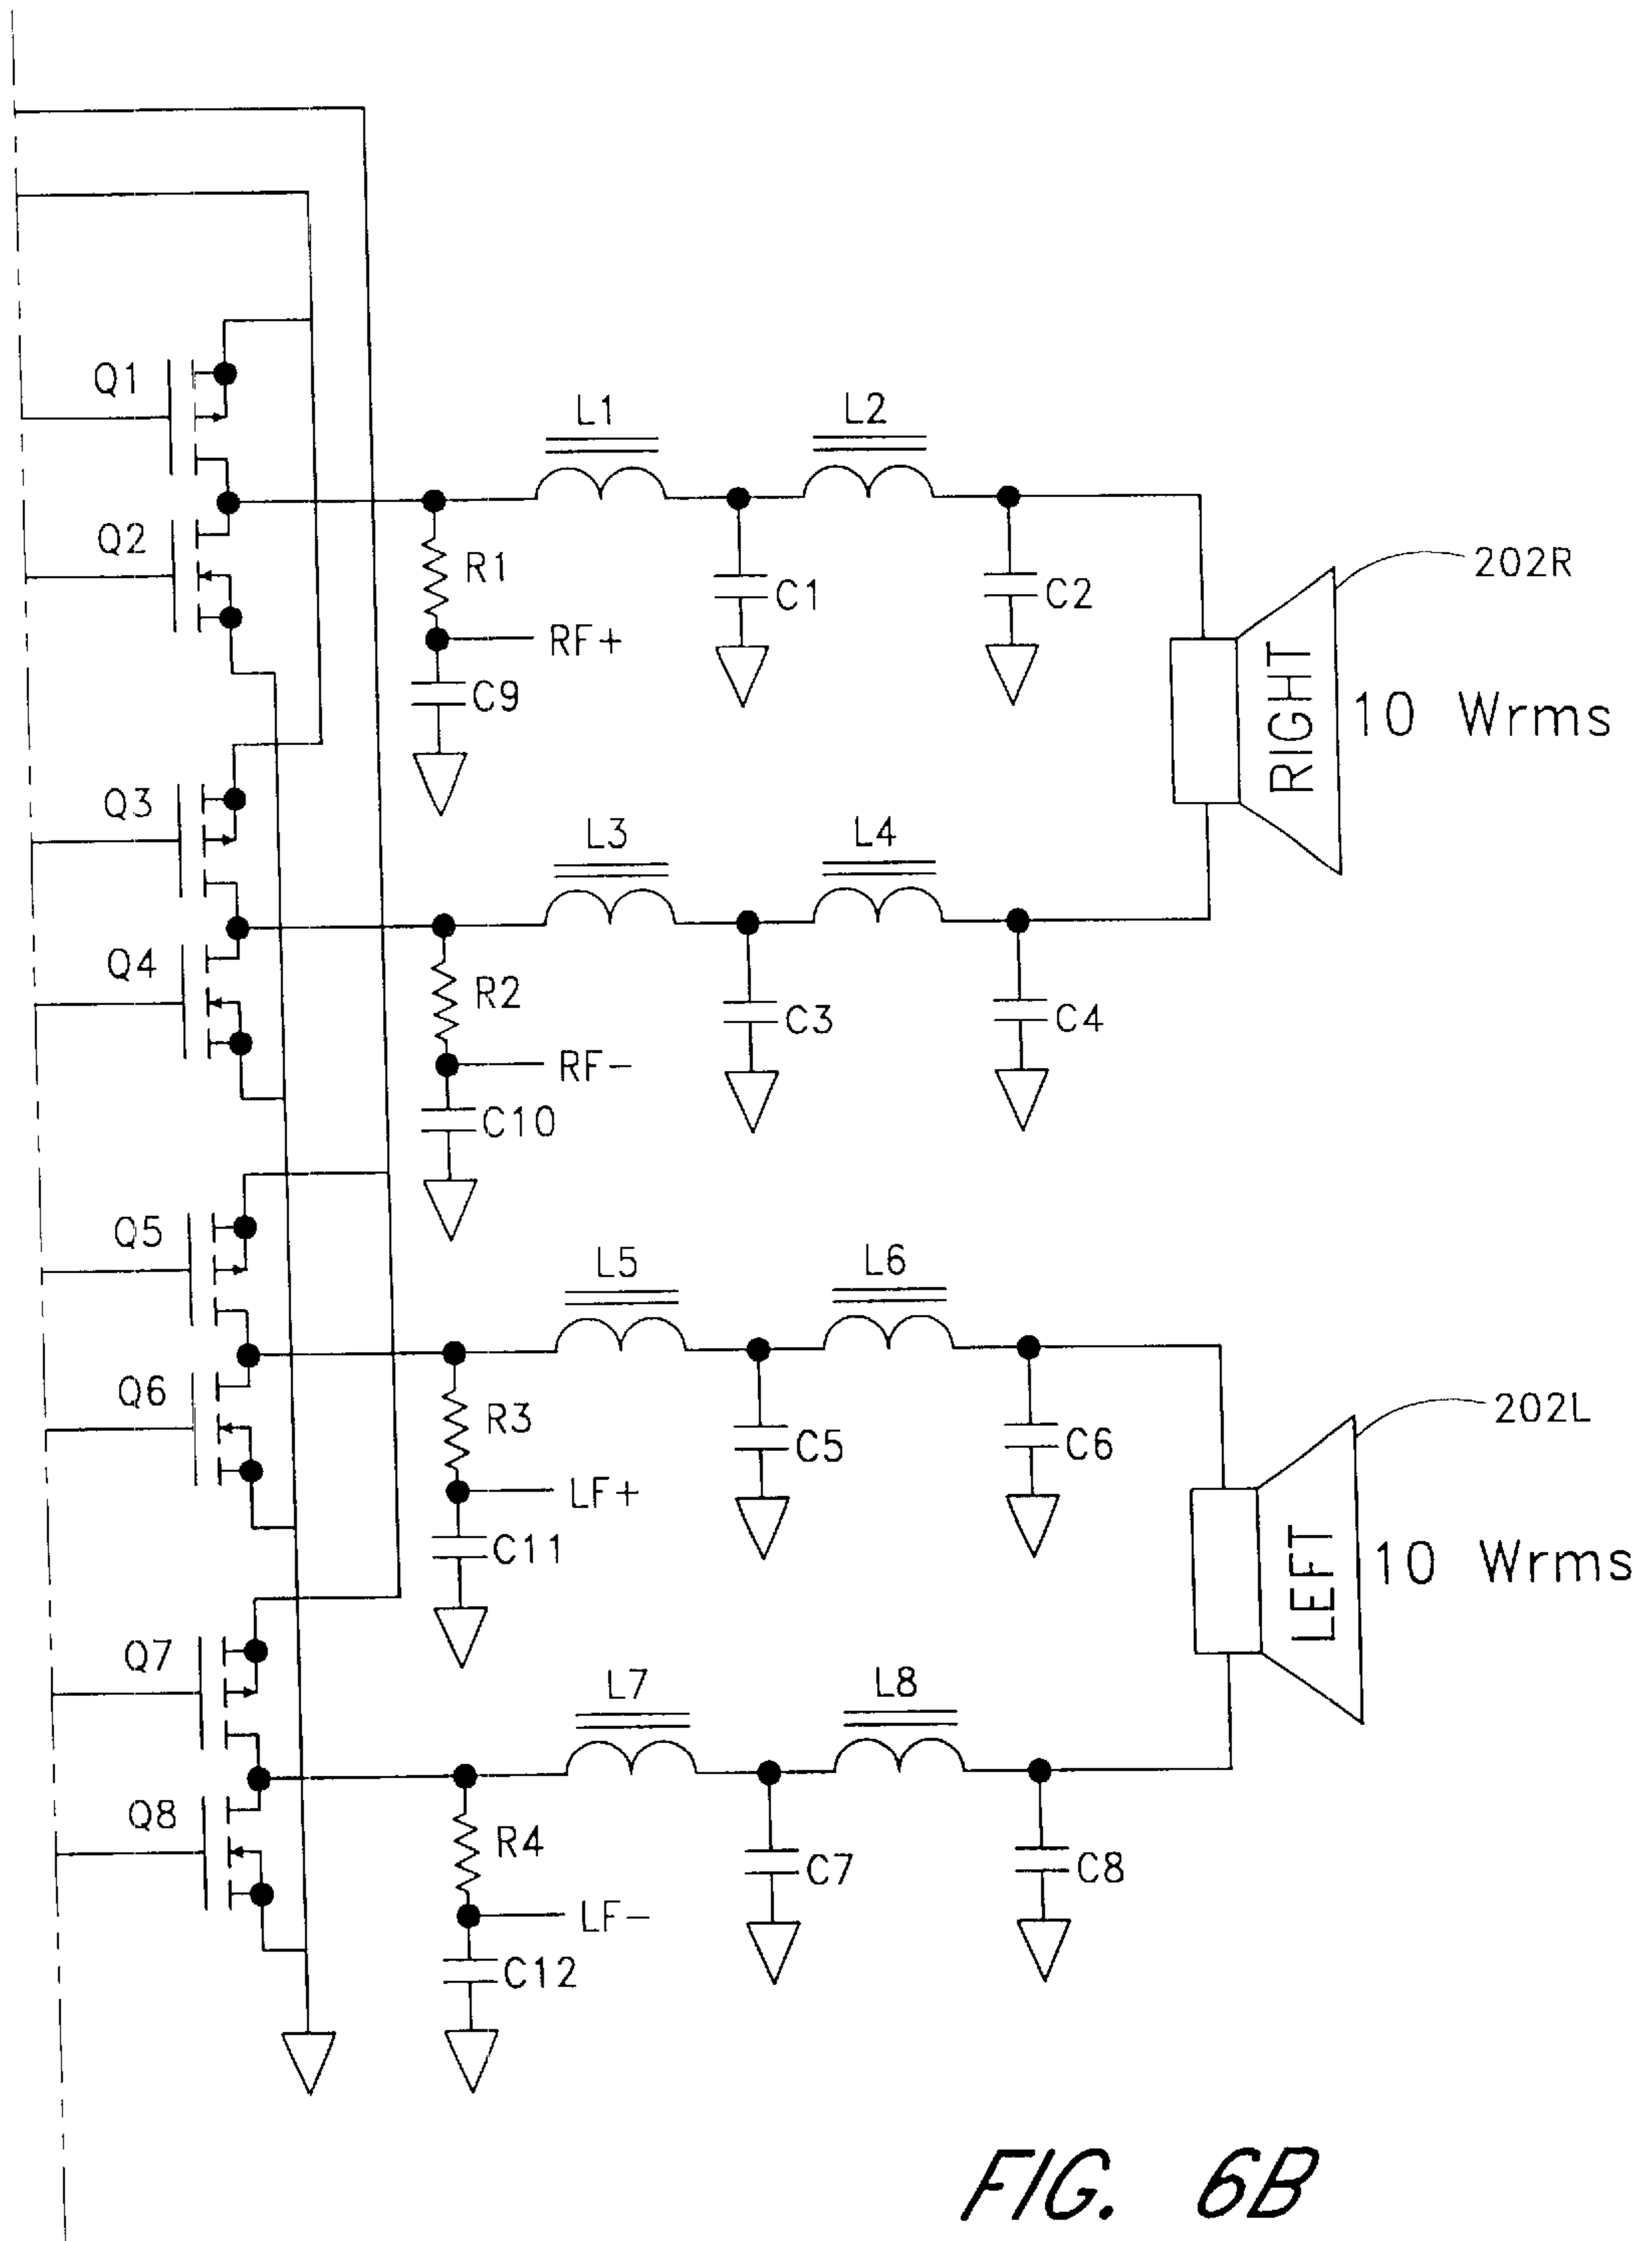 Q1
L1
L2
Q2
R1
C1
C2
202R
RF+
C9
RIGHT
10 Wrms
Q3
L3
L4
Q4
R2
C3
C4
RF-
C10
Q5
L5
L6
Q6
R3
C5
C6
202L
LF+
C11
LEFT
10 Wrms
Q7
L7
L8
Q8
R4
C7
C8
LF-
C12
FIG. 6B